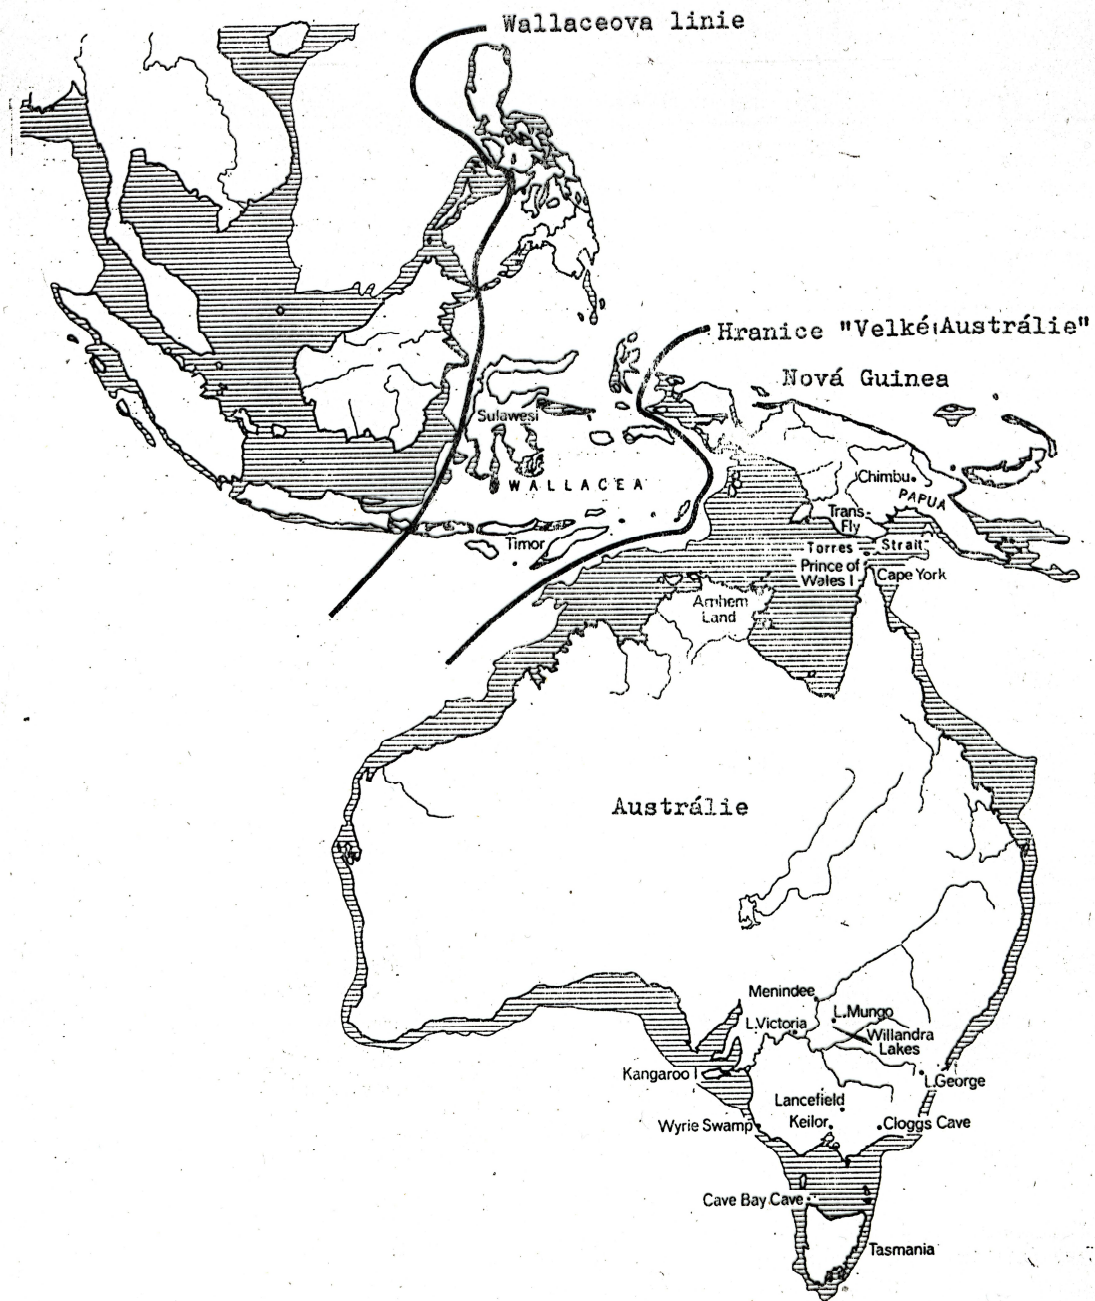 Wallaceova linie
Hranice "Velké Austrálie"
Nová Guinea
Sulawesi
WALLACEA
Chimbu
PAPUA
Trans-
Fly
Timor
Torres Strait
Prince of
Wales I
Cape York
Arnhem
Land
Austrálie
Menindee
L.Mungo
L.Victoria
Willandra
Lakes
Kangaroo I
L.George
Lancefield
Keilor
Wyrie Swamp
Cloggs Cave
Cave Bay Cave
Tasmania